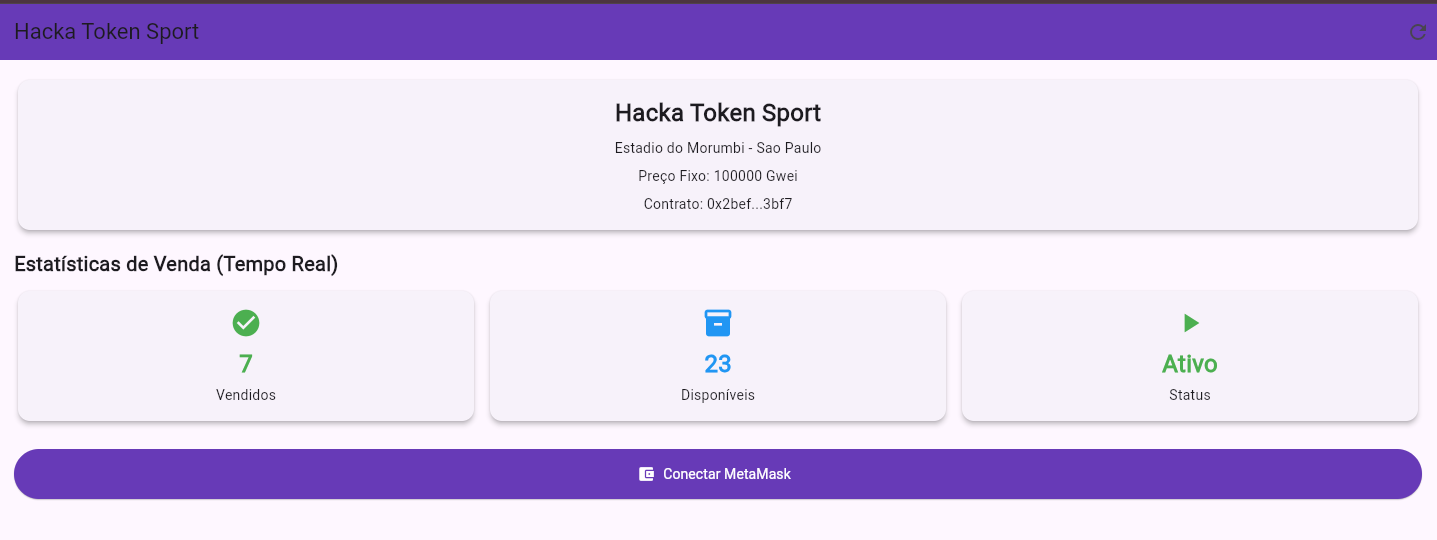 Hacka Token Sport
Hacka Token Sport
Estadio do Morumbi - Sao Paulo
Preço Fixo: 100000 Gwei
Contrato: 0x2bef...3bf7
Estatísticas de Venda (Tempo Real)
7
Vendidos
23
Disponíveis
Ativo
Status
Conectar MetaMask